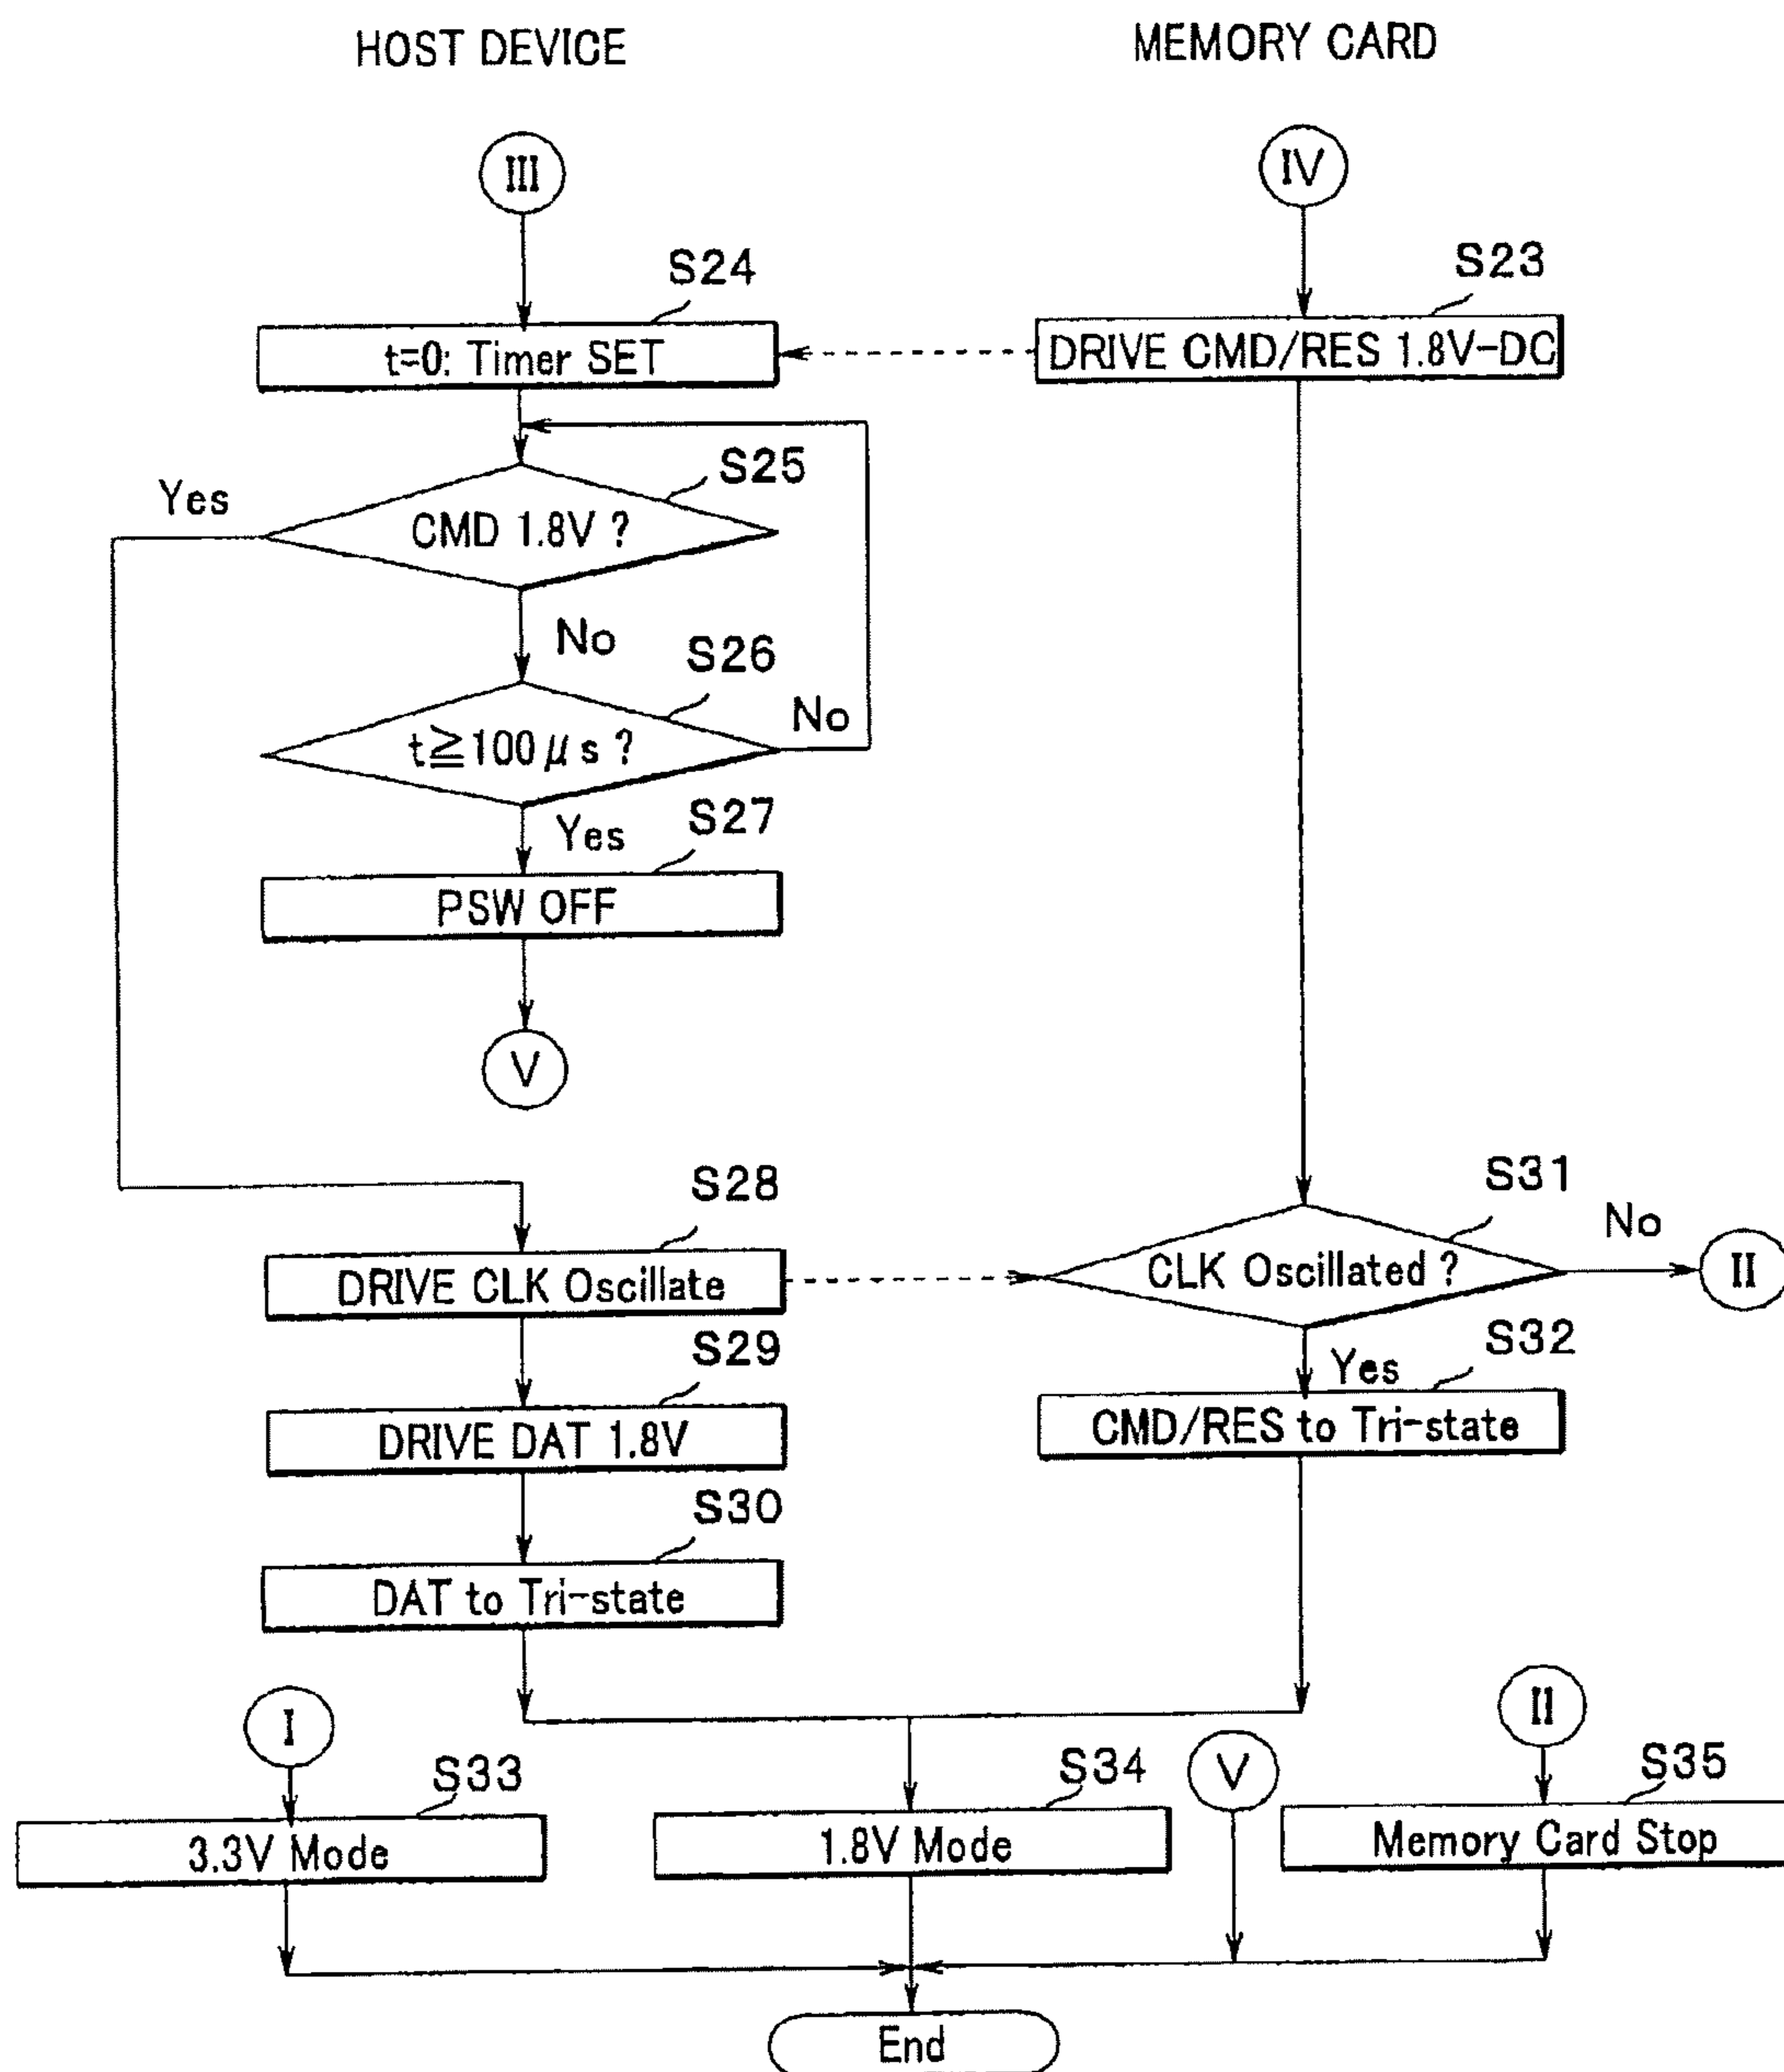 HOST DEVICE
MEMORY CARD
III
IV
S24
S23
t=0: Timer SET
DRIVE CMD/RES 1.8V-DC
S25
Yes
CMD 1.8V ?
No
S26
No
t≧100μs ?
S27
Yes
PSW OFF
V
S28
S31
No
DRIVE CLK Oscillate
CLK Oscillated ?
II
S29
S32
Yes
DRIVE DAT 1.8V
CMD/RES to Tri-state
S30
DAT to Tri-state
I
II
S33
S34
V
S35
3.3V Mode
1.8V Mode
Memory Card Stop
End